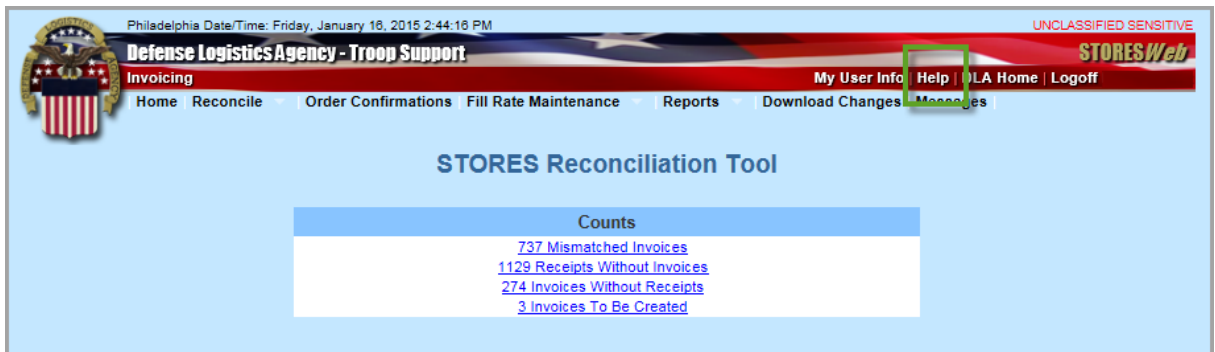 Philadelphia Date/Time: Friday, January 16, 2015 2:44:16 PM UNCLASSIFIED SENSITIVE
Defense Logistics Agency - Troop Support STORESWeb
Invoicing My User Info | Help | DLA Home | Logoff
Home | Reconcile | Order Confirmations | Fill Rate Maintenance | Reports | Download Changes | Messages |
STORES Reconciliation Tool
Counts
737 Mismatched Invoices
1129 Receipts Without Invoices
274 Invoices Without Receipts
3 Invoices To Be Created